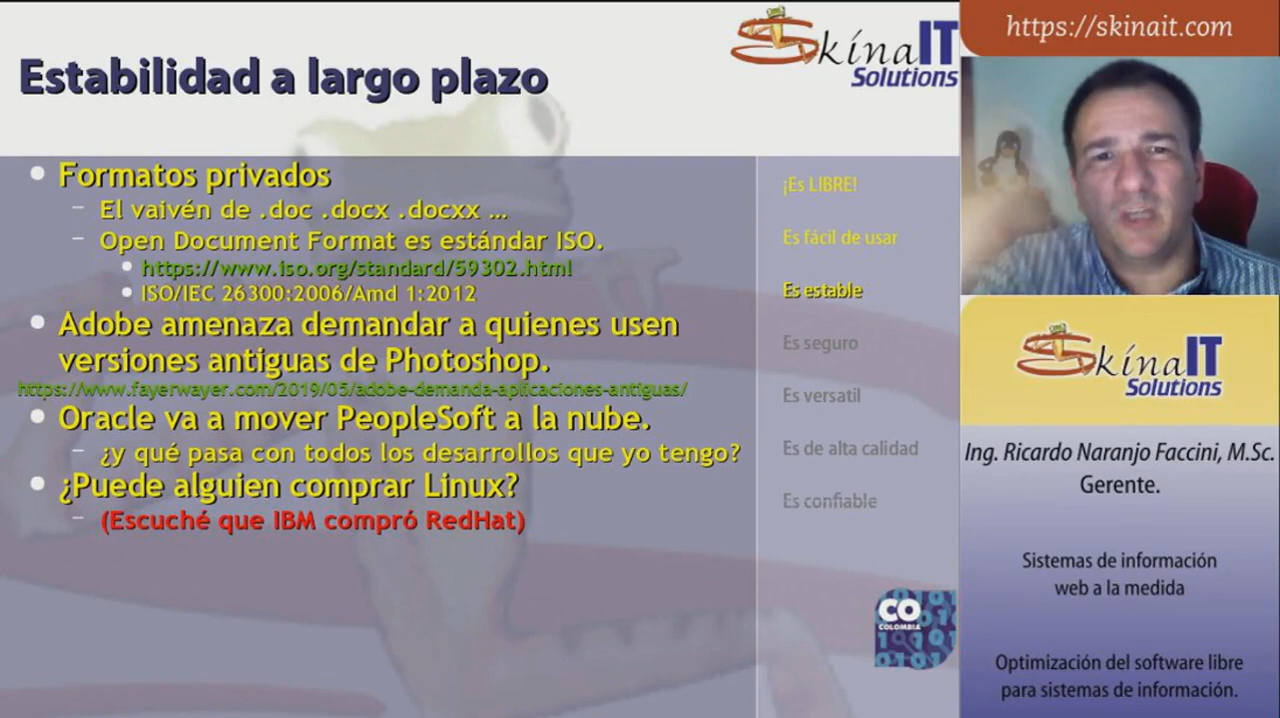 Estabilidad a largo plazo
SkínaIT
Solutions
Formatos privados
El vaivén de .doc .docx .docxx ...
Open Document Format es estándar ISO.
https://www.iso.org/standard/59302.html
ISO/IEC 26300:2006/Amd 1:2012
Adobe amenaza demandar a quienes usen
versiones antiguas de Photoshop.
https://www.fayerwayer.com/2019/05/adobe-demanda-aplicaciones-antiguas/
Oracle va a mover PeopleSoft a la nube.
¿y qué pasa con todos los desarrollos que yo tengo?
¿Puede alguien comprar Linux?
(Escuché que IBM compró RedHat)
¡Es LIBRE!
Es fácil de usar
Es estable
Es seguro
Es versatil
Es de alta calidad
Es confiable
CO
COLOMBIA
https://skinait.com
SkínaIT
Solutions
Ing. Ricardo Naranjo Faccini, M.Sc.
Gerente.
Sistemas de información
web a la medida
Optimización del software libre
para sistemas de información.